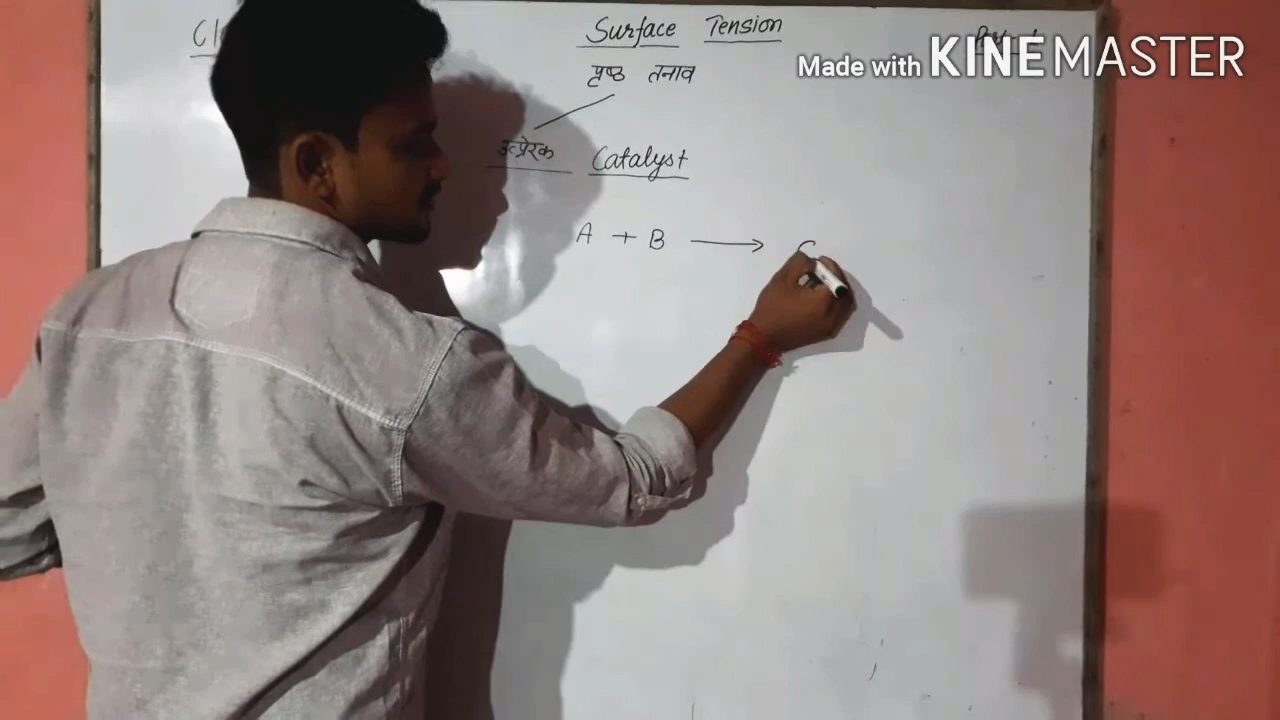 Surface Tension
Made with KINEMASTER
पृष्ठ तनाव
उत्प्रेरक Catalyst
A + B ⟶ C